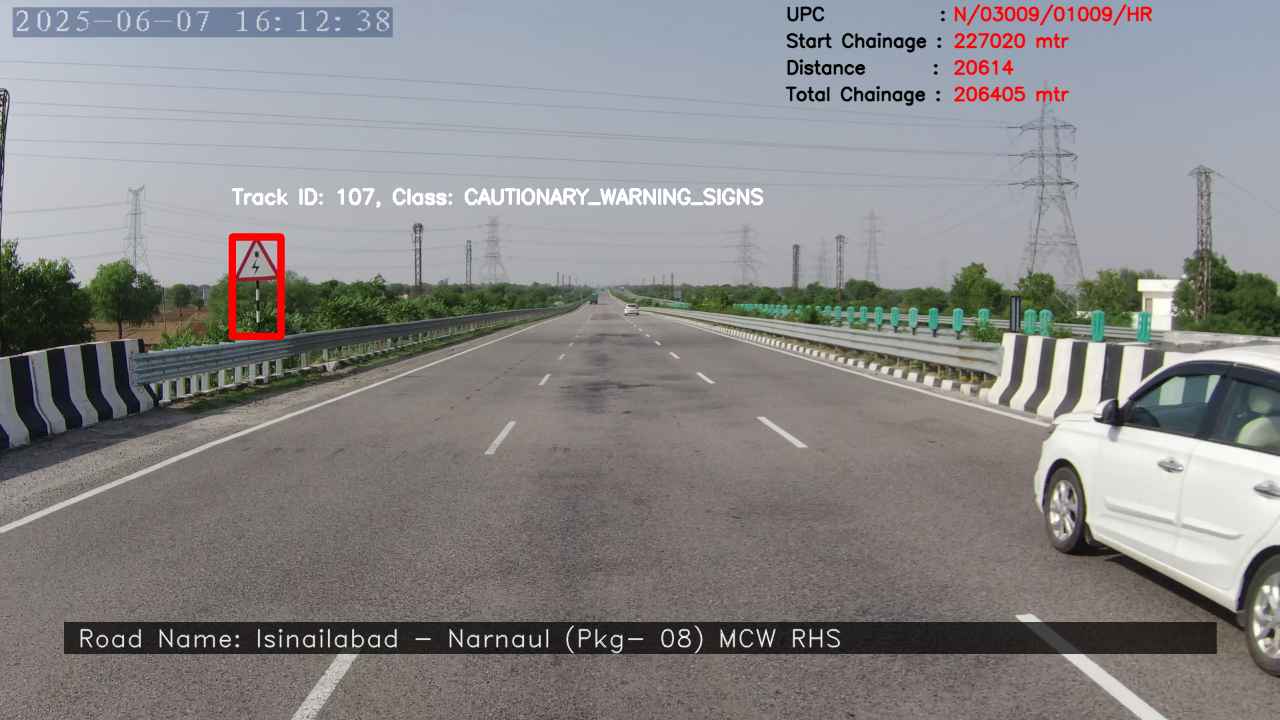 2025-06-07 16:12:38
UPC : N/03009/01009/HR
Start Chainage : 227020 mtr
Distance : 20614
Total Chainage : 206405 mtr
Track ID: 107, Class: CAUTIONARY_WARNING_SIGNS
Road Name: Isinailabad - Narnaul (Pkg- 08) MCW RHS